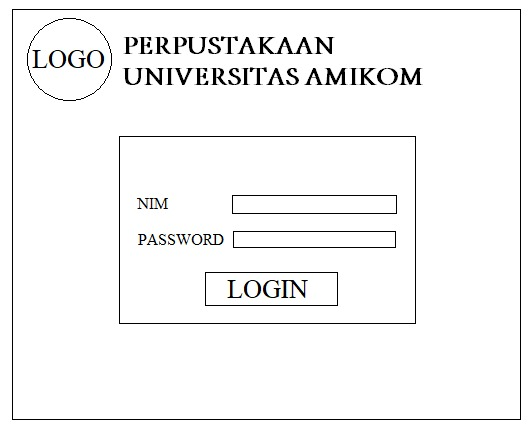 LOGO
PERPUSTAKAAN
UNIVERSITAS AMIKOM
NIM
PASSWORD
LOGIN